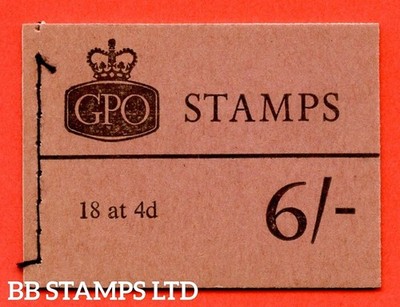 GPO STAMPS
18 at 4d 6/-
BB STAMPS LTD